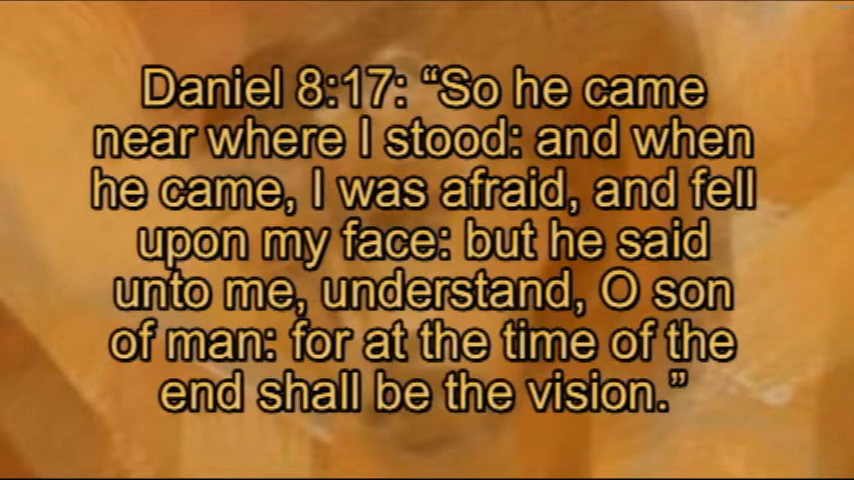 Daniel 8:17: “So he came
near where I stood: and when
he came, I was afraid, and fell
upon my face: but he said
unto me, understand, O son
of man: for at the time of the
end shall be the vision.”